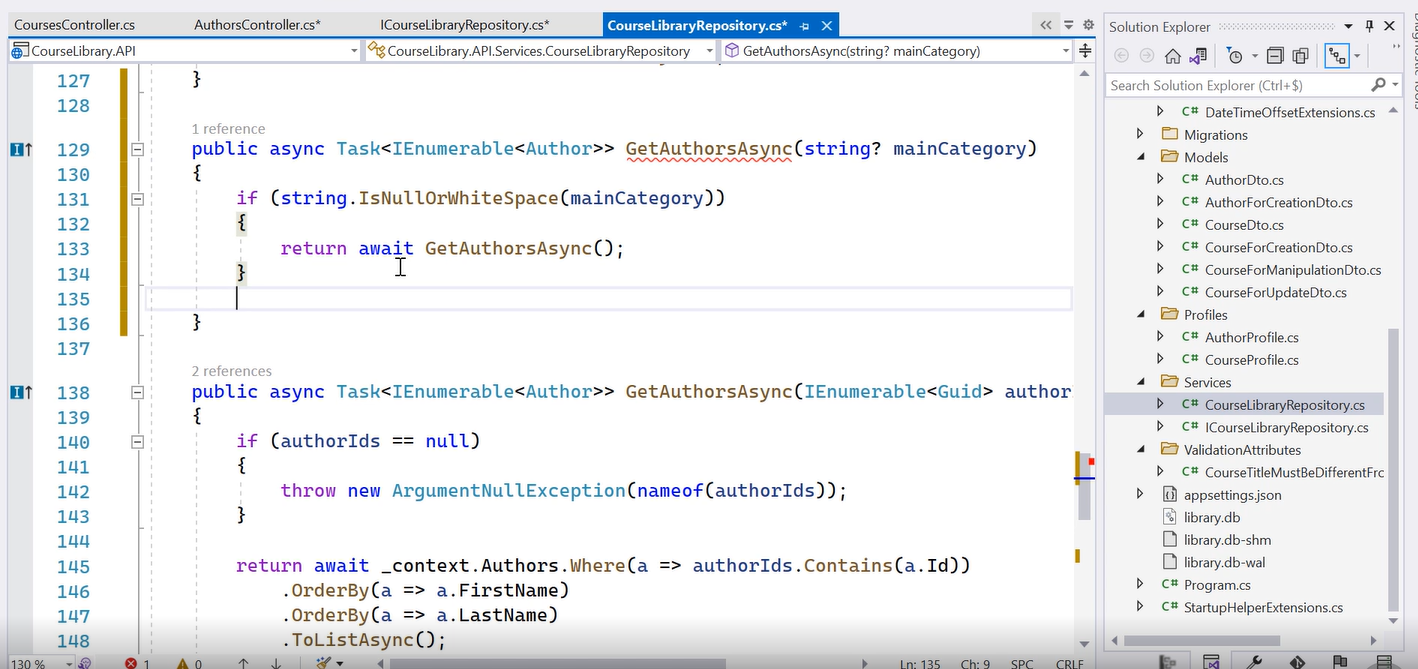 CoursesController.cs AuthorsController.cs* ICourseLibraryRepository.cs* CourseLibraryRepository.cs*
CourseLibrary.API CourseLibrary.API.Services.CourseLibraryRepository GetAuthorsAsync(string? mainCategory)
127 }
128
1 reference
129 public async Task<IEnumerable<Author>> GetAuthorsAsync(string? mainCategory)
130 {
131 if (string.IsNullOrWhiteSpace(mainCategory))
132 {
133 return await GetAuthorsAsync();
134 }
135
136 }
137
2 references
138 public async Task<IEnumerable<Author>> GetAuthorsAsync(IEnumerable<Guid> author
139 {
140 if (authorIds == null)
141 {
142 throw new ArgumentNullException(nameof(authorIds));
143 }
144
145 return await _context.Authors.Where(a => authorIds.Contains(a.Id))
146 .OrderBy(a => a.FirstName)
147 .OrderBy(a => a.LastName)
148 .ToListAsync();
130 % 1 0 Ln: 135 Ch: 9 SPC CRLF
Solution Explorer
Search Solution Explorer (Ctrl+$)
C# DateTimeOffsetExtensions.cs
Migrations
Models
C# AuthorDto.cs
C# AuthorForCreationDto.cs
C# CourseDto.cs
C# CourseForCreationDto.cs
C# CourseForManipulationDto.cs
C# CourseForUpdateDto.cs
Profiles
C# AuthorProfile.cs
C# CourseProfile.cs
Services
C# CourseLibraryRepository.cs
C# ICourseLibraryRepository.cs
ValidationAttributes
C# CourseTitleMustBeDifferentFrc
appsettings.json
library.db
library.db-shm
library.db-wal
C# Program.cs
C# StartupHelperExtensions.cs